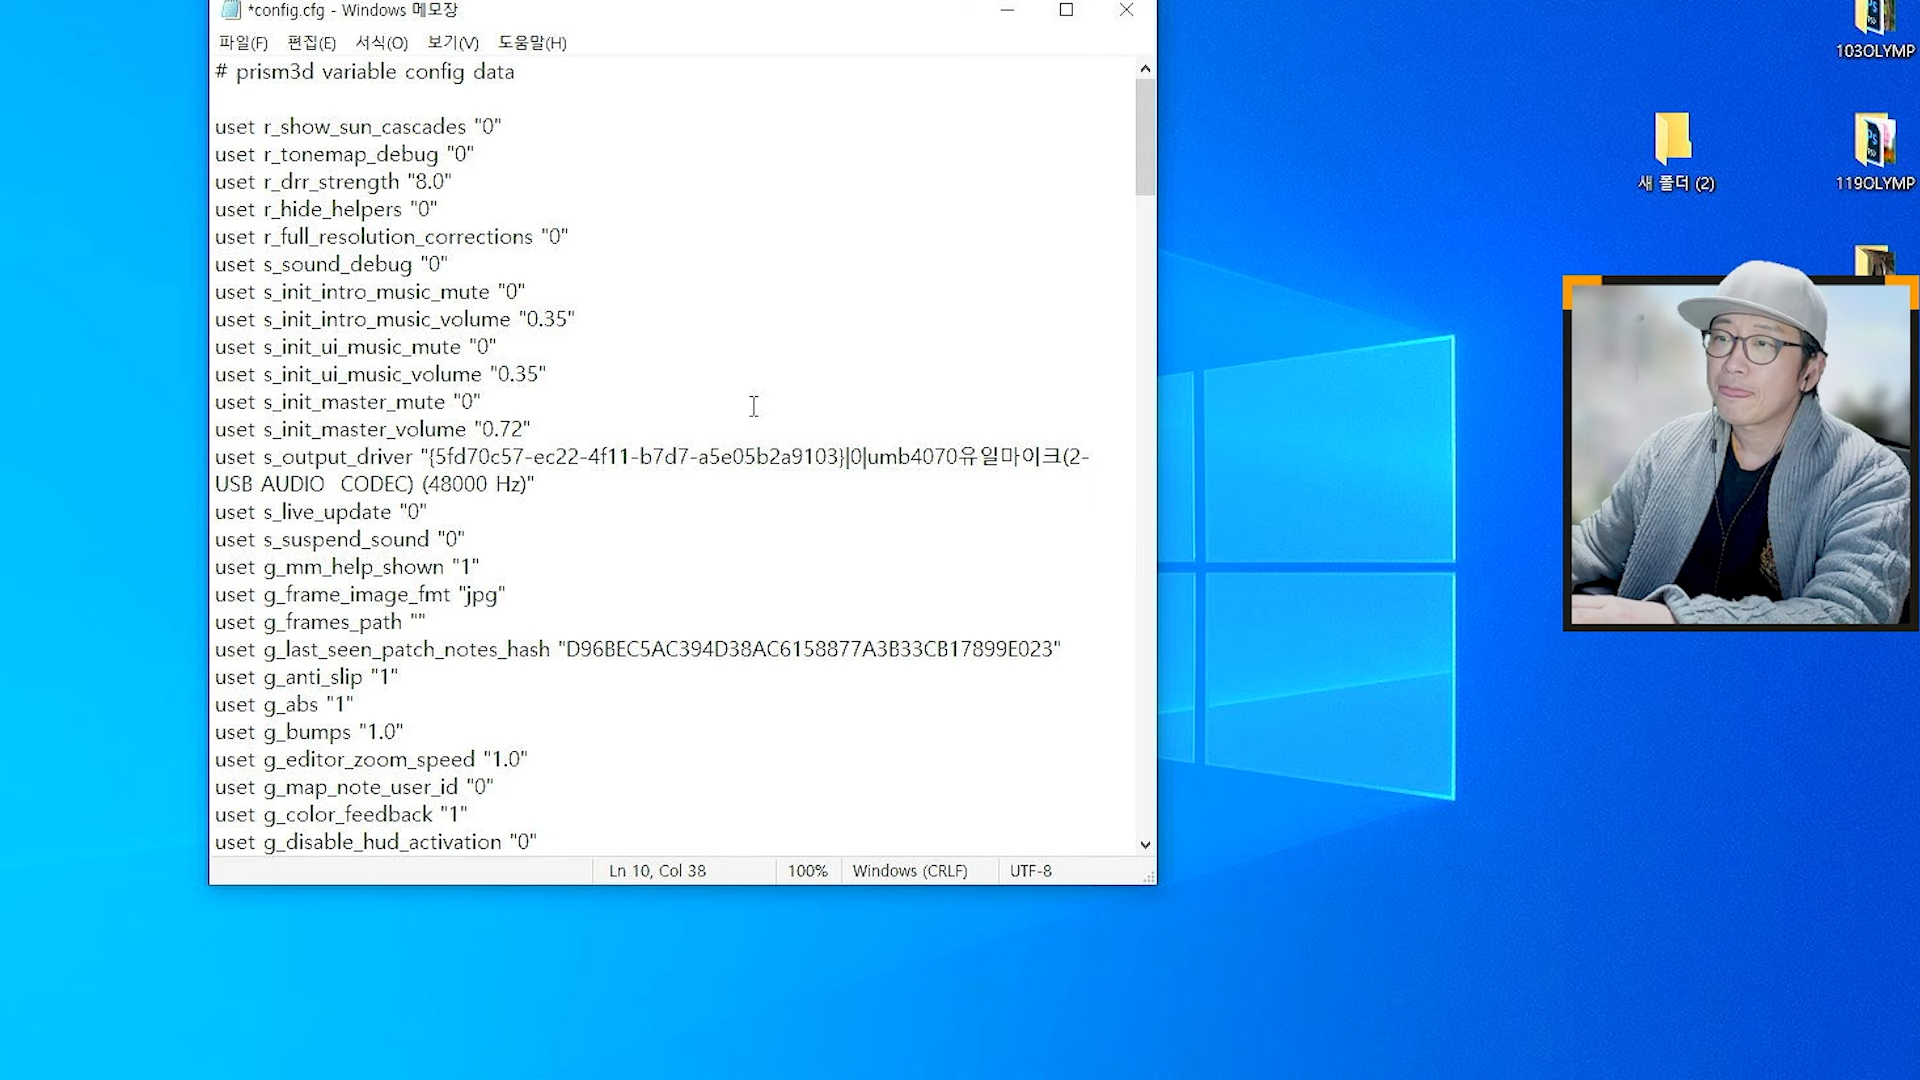 *config.cfg - Windows 메모장
파일(F) 편집(E) 서식(O) 보기(V) 도움말(H)
# prism3d variable config data
uset r_show_sun_cascades "0"
uset r_tonemap_debug "0"
uset r_drr_strength "8.0"
uset r_hide_helpers "0"
uset r_full_resolution_corrections "0"
uset s_sound_debug "0"
uset s_init_intro_music_mute "0"
uset s_init_intro_music_volume "0.35"
uset s_init_ui_music_mute "0"
uset s_init_ui_music_volume "0.35"
uset s_init_master_mute "0"
uset s_init_master_volume "0.72"
uset s_output_driver "{5fd70c57-ec22-4f11-b7d7-a5e05b2a9103}|0|umb4070유일마이크(2-
USB AUDIO  CODEC) (48000 Hz)"
uset s_live_update "0"
uset s_suspend_sound "0"
uset g_mm_help_shown "1"
uset g_frame_image_fmt "jpg"
uset g_frames_path ""
uset g_last_seen_patch_notes_hash "D96BEC5AC394D38AC6158877A3B33CB17899E023"
uset g_anti_slip "1"
uset g_abs "1"
uset g_bumps "1.0"
uset g_editor_zoom_speed "1.0"
uset g_map_note_user_id "0"
uset g_color_feedback "1"
uset g_disable_hud_activation "0"
Ln 10, Col 38 100% Windows (CRLF) UTF-8
103OLYMP
새 폴더 (2)
119OLYMP